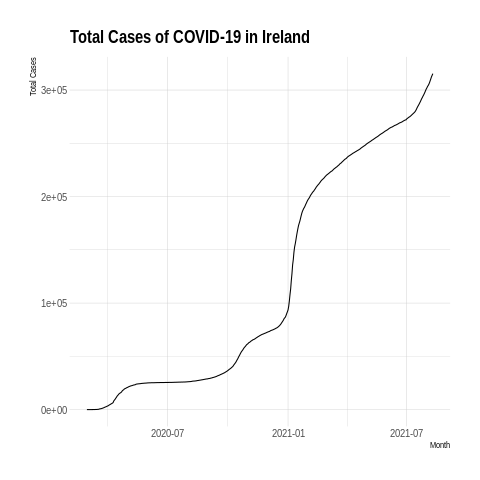 Total Cases of COVID-19 in Ireland
Total Cases
3e+05
2e+05
1e+05
0e+00
2020-07 2021-01 2021-07
Month